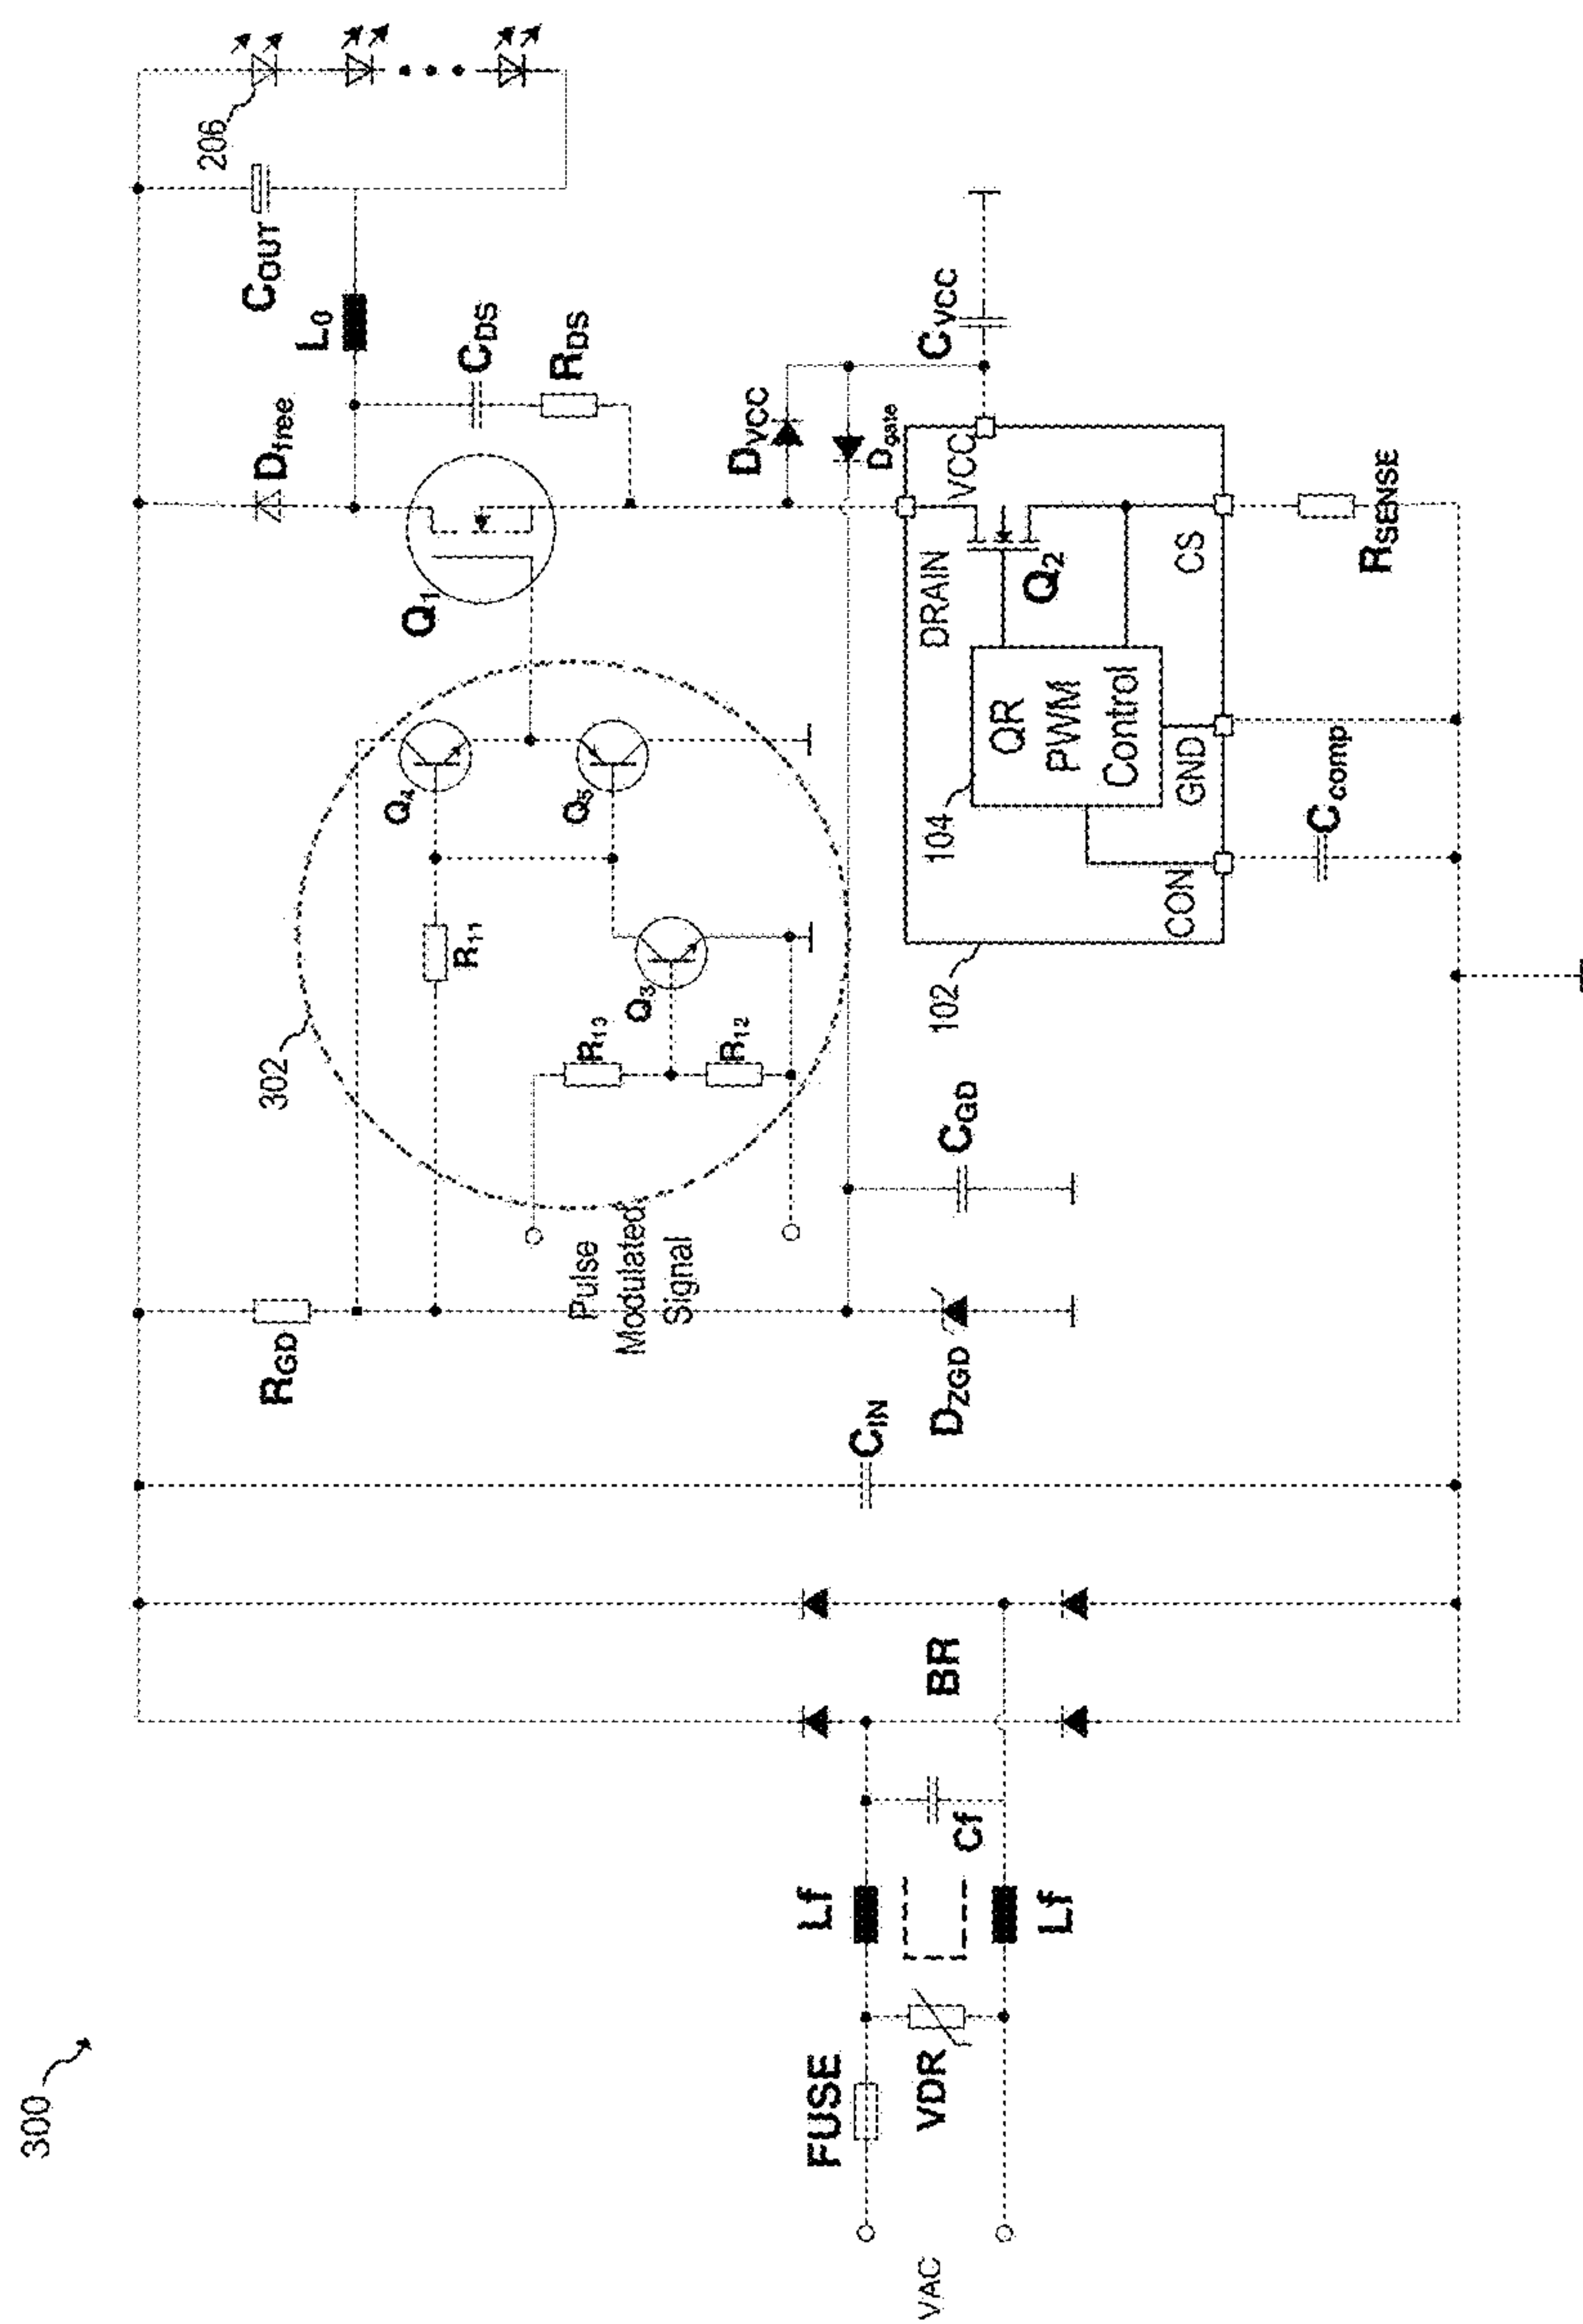 300
VAC
FUSE
VDR
Lf
Lf
Cf
BR
CIN
RGD
DZGD
CGD
Pulse
Modulated
Signal
302
R11
R13
R12
Q3
Q4
Q5
Q1
Dfree
L0
COUT
206
CDS
RDS
DVCC
Dgate
CVCC
102
104
DRAIN
VCC
Q2
QR
PWM
Control
CON
GND
CS
Ccomp
RSENSE